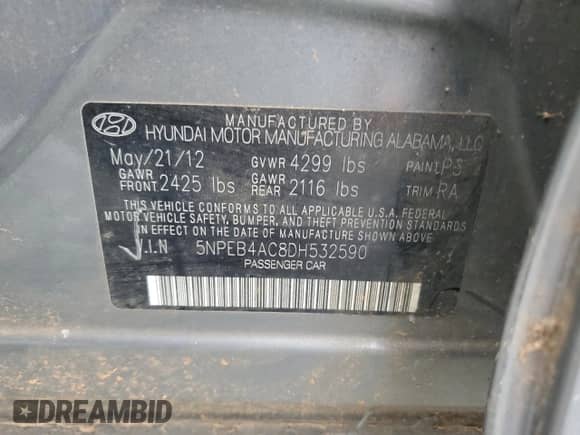 MANUFACTURED BY
HYUNDAI MOTOR MANUFACTURING ALABAMA, LLC
May/21/12 GVWR 4299 lbs PAINT PS
GAWR FRONT 2425 lbs GAWR REAR 2116 lbs TRIM RA
THIS VEHICLE CONFORMS TO ALL APPLICABLE U.S.A. FEDERAL
MOTOR VEHICLE SAFETY, BUMPER, AND THEFT PREVENTION STANDARDS
IN EFFECT ON THE DATE OF MANUFACTURE SHOWN ABOVE.
V.I.N 5NPEB4AC8DH532590
PASSENGER CAR
DREAMBID